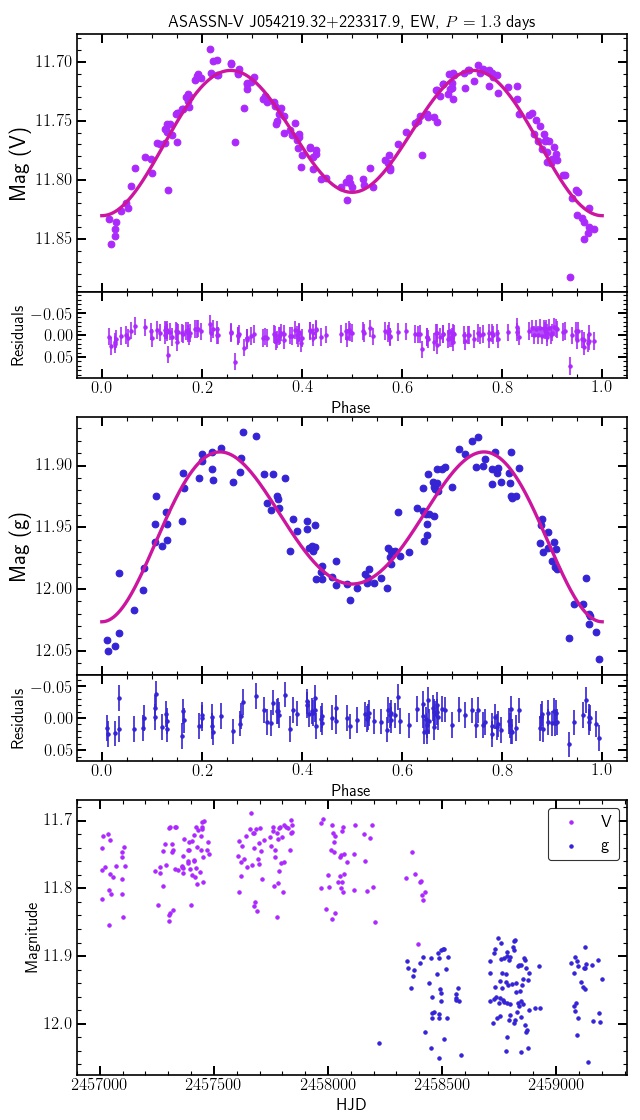 ASASSN-V J054219.32+223317.9, EW, P = 1.3 days
Mag (V)
11.70
11.75
11.80
11.85
Residuals
−0.05
0.00
0.05
0.0 0.2 0.4 0.6 0.8 1.0
Phase
Mag (g)
11.90
11.95
12.00
12.05
Residuals
−0.05
0.00
0.05
0.0 0.2 0.4 0.6 0.8 1.0
Phase
Magnitude
11.7
11.8
11.9
12.0
V
g
2457000 2457500 2458000 2458500 2459000
HJD